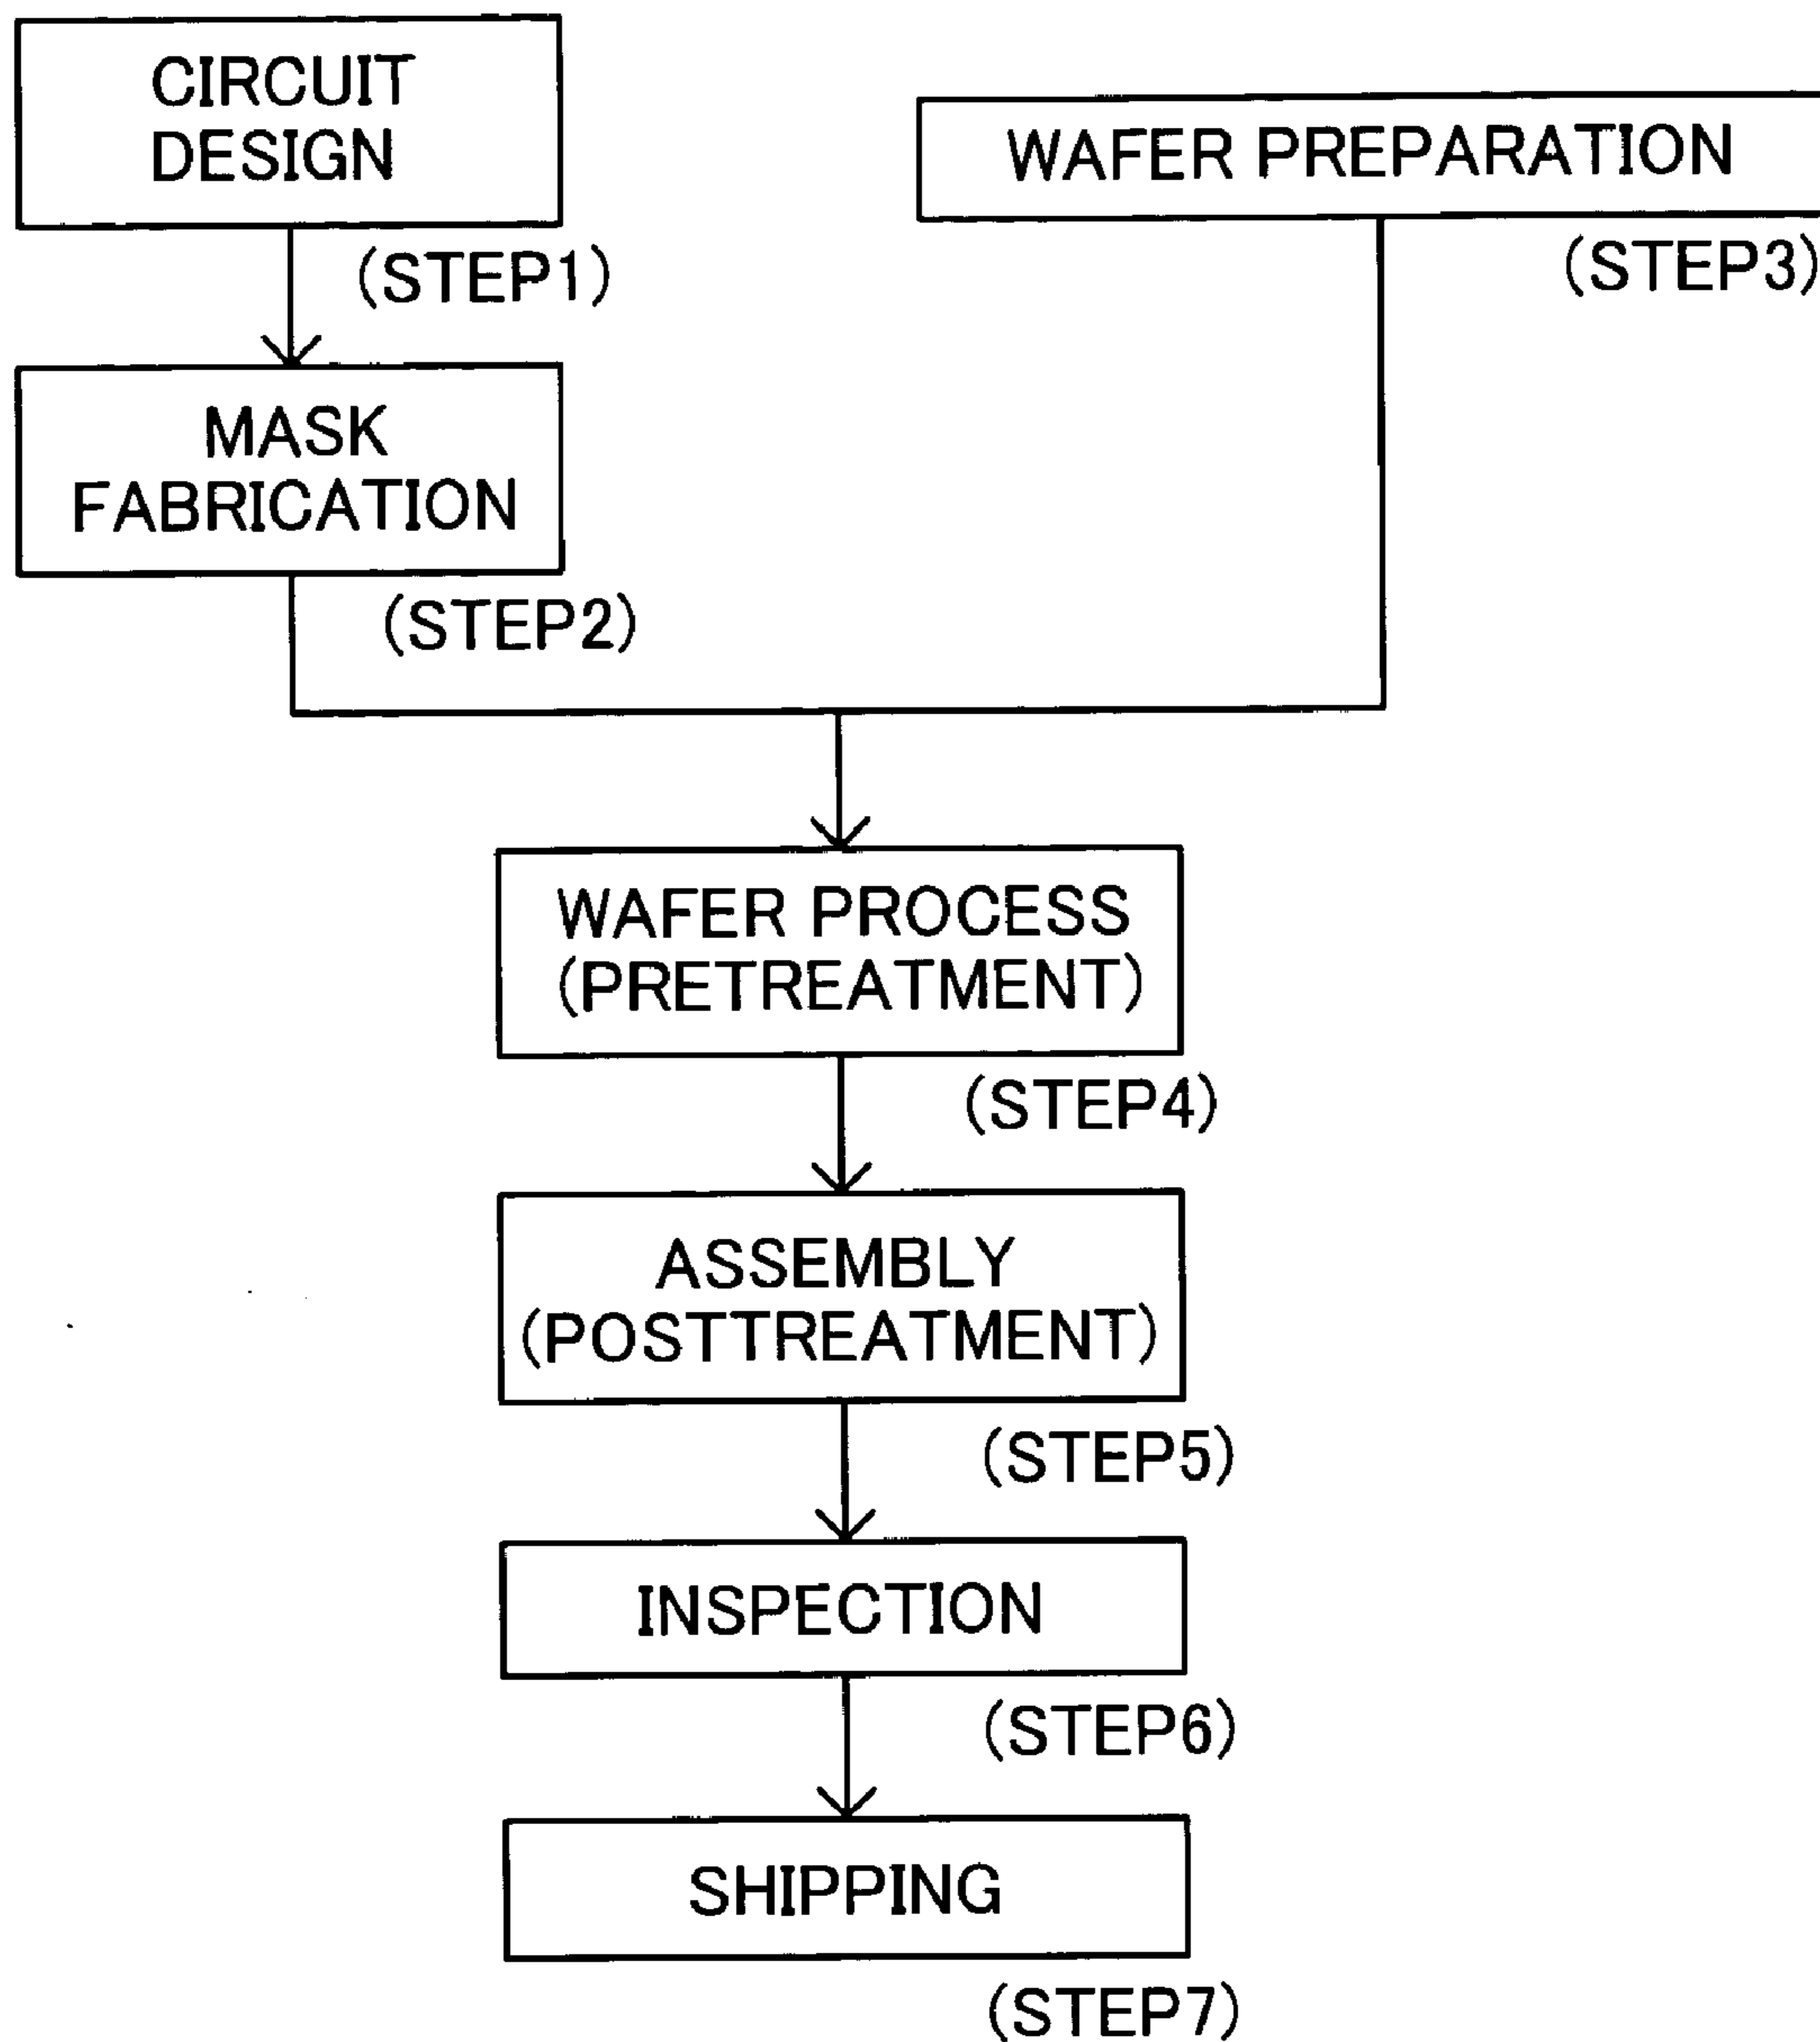 CIRCUIT
DESIGN
(STEP1)
MASK
FABRICATION
(STEP2)
WAFER PREPARATION
(STEP3)
WAFER PROCESS
(PRETREATMENT)
(STEP4)
ASSEMBLY
(POSTTREATMENT)
(STEP5)
INSPECTION
(STEP6)
SHIPPING
(STEP7)